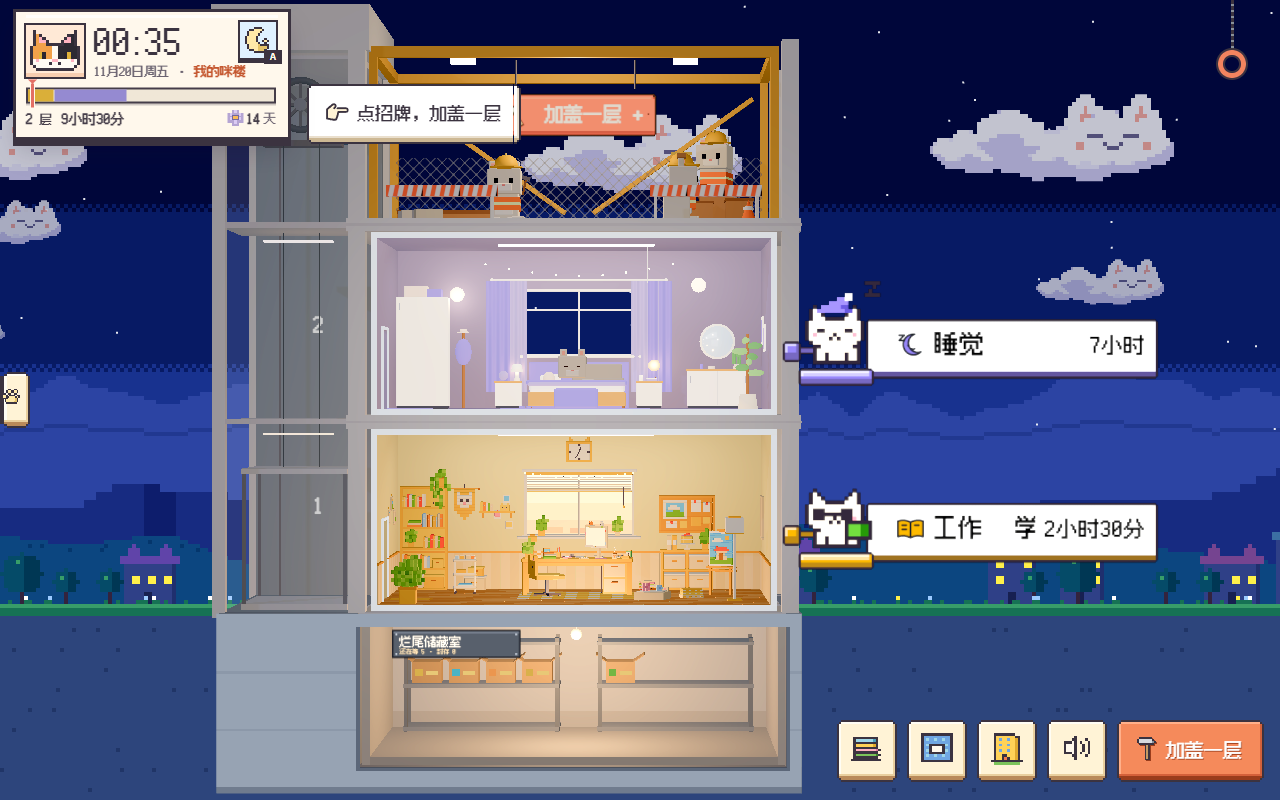 00:35
A
11月20日周五 · 我的咪楼
2 层 9小时30分
14 天
点招牌，加盖一层
加盖一层 +
2
睡觉 7小时
1
工作 学 2小时30分
烂尾储藏室
加盖一层